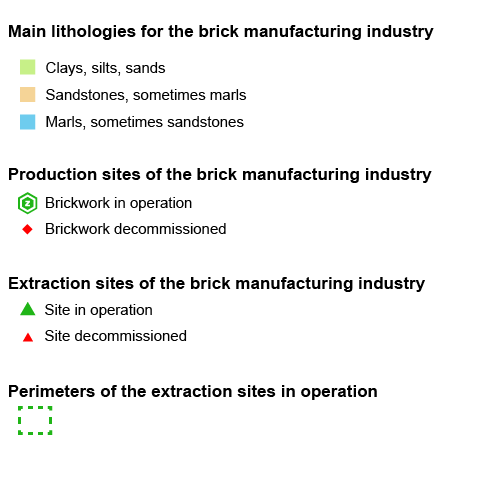 Main lithologies for the brick manufacturing industry
Clays, silts, sands
Sandstones, sometimes marls
Marls, sometimes sandstones
Production sites of the brick manufacturing industry
Brickwork in operation
Brickwork decommissioned
Extraction sites of the brick manufacturing industry
Site in operation
Site decommissioned
Perimeters of the extraction sites in operation